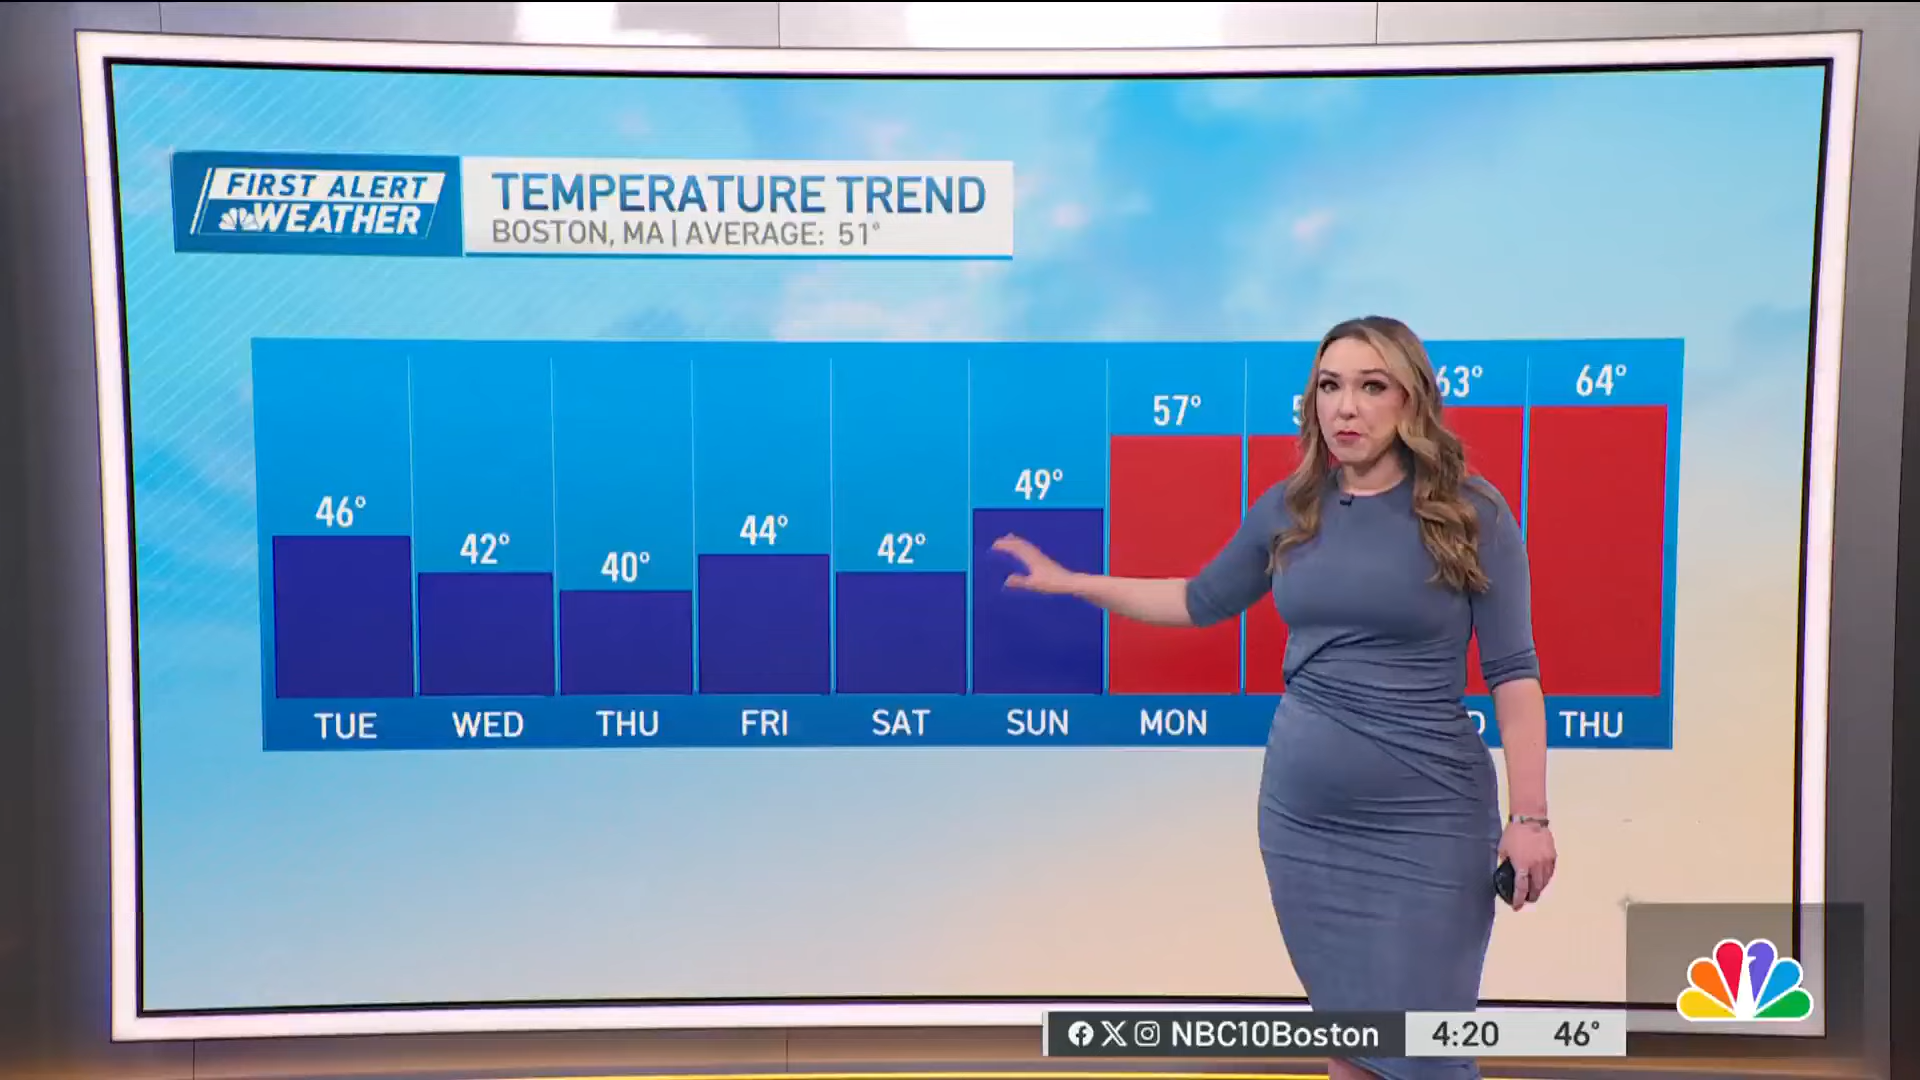 FIRST ALERT
WEATHER
TEMPERATURE TREND
BOSTON, MA | AVERAGE: 51°
46° 42° 40° 44° 42° 49° 57° 63° 64°
TUE WED THU FRI SAT SUN MON THU
NBC10Boston 4:20 46°